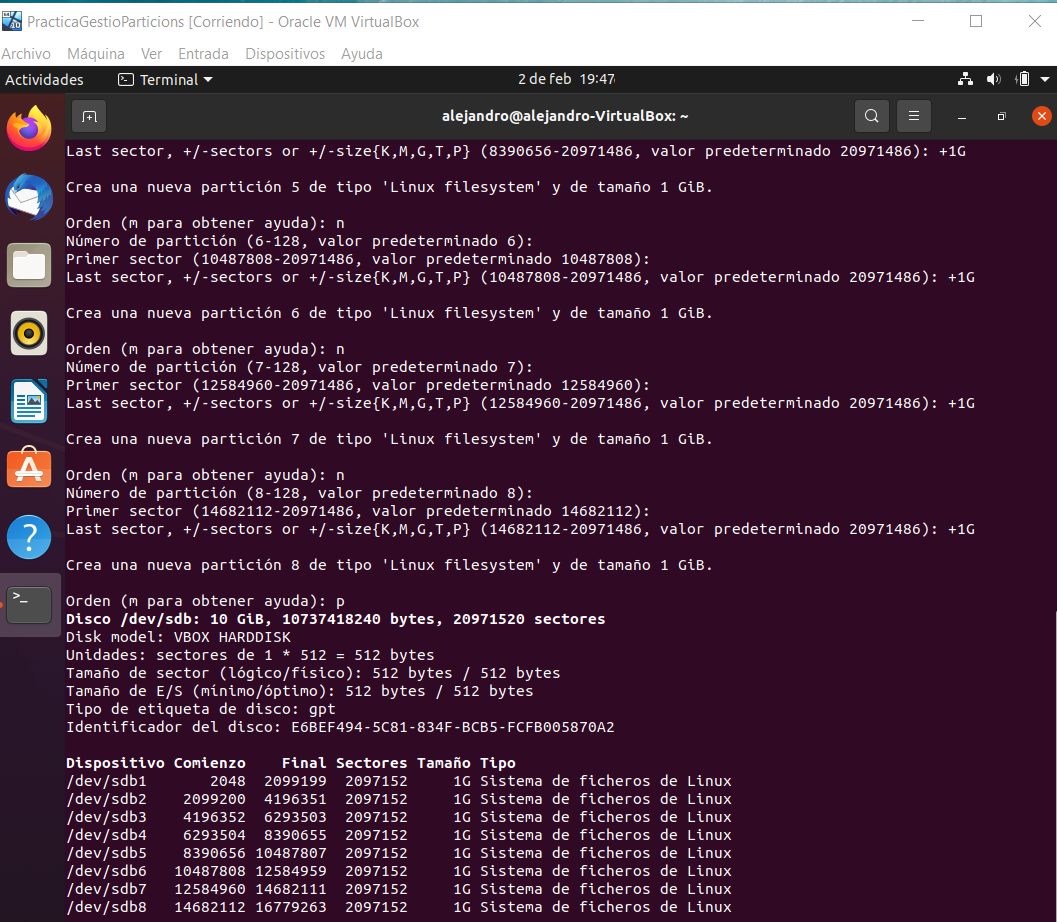 PracticaGestioParticions [Corriendo] - Oracle VM VirtualBox
Archivo Máquina Ver Entrada Dispositivos Ayuda
Actividades Terminal 2 de feb 19:47
alejandro@alejandro-VirtualBox: ~
Last sector, +/-sectors or +/-size{K,M,G,T,P} (8390656-20971486, valor predeterminado 20971486): +1G
Crea una nueva partición 5 de tipo 'Linux filesystem' y de tamaño 1 GiB.
Orden (m para obtener ayuda): n
Número de partición (6-128, valor predeterminado 6):
Primer sector (10487808-20971486, valor predeterminado 10487808):
Last sector, +/-sectors or +/-size{K,M,G,T,P} (10487808-20971486, valor predeterminado 20971486): +1G
Crea una nueva partición 6 de tipo 'Linux filesystem' y de tamaño 1 GiB.
Orden (m para obtener ayuda): n
Número de partición (7-128, valor predeterminado 7):
Primer sector (12584960-20971486, valor predeterminado 12584960):
Last sector, +/-sectors or +/-size{K,M,G,T,P} (12584960-20971486, valor predeterminado 20971486): +1G
Crea una nueva partición 7 de tipo 'Linux filesystem' y de tamaño 1 GiB.
Orden (m para obtener ayuda): n
Número de partición (8-128, valor predeterminado 8):
Primer sector (14682112-20971486, valor predeterminado 14682112):
Last sector, +/-sectors or +/-size{K,M,G,T,P} (14682112-20971486, valor predeterminado 20971486): +1G
Crea una nueva partición 8 de tipo 'Linux filesystem' y de tamaño 1 GiB.
Orden (m para obtener ayuda): p
Disco /dev/sdb: 10 GiB, 10737418240 bytes, 20971520 sectores
Disk model: VBOX HARDDISK
Unidades: sectores de 1 * 512 = 512 bytes
Tamaño de sector (lógico/físico): 512 bytes / 512 bytes
Tamaño de E/S (mínimo/óptimo): 512 bytes / 512 bytes
Tipo de etiqueta de disco: gpt
Identificador del disco: E6BEF494-5C81-834F-BCB5-FCFB005870A2
Dispositivo Comienzo Final Sectores Tamaño Tipo
/dev/sdb1 2048 2099199 2097152 1G Sistema de ficheros de Linux
/dev/sdb2 2099200 4196351 2097152 1G Sistema de ficheros de Linux
/dev/sdb3 4196352 6293503 2097152 1G Sistema de ficheros de Linux
/dev/sdb4 6293504 8390655 2097152 1G Sistema de ficheros de Linux
/dev/sdb5 8390656 10487807 2097152 1G Sistema de ficheros de Linux
/dev/sdb6 10487808 12584959 2097152 1G Sistema de ficheros de Linux
/dev/sdb7 12584960 14682111 2097152 1G Sistema de ficheros de Linux
/dev/sdb8 14682112 16779263 2097152 1G Sistema de ficheros de Linux